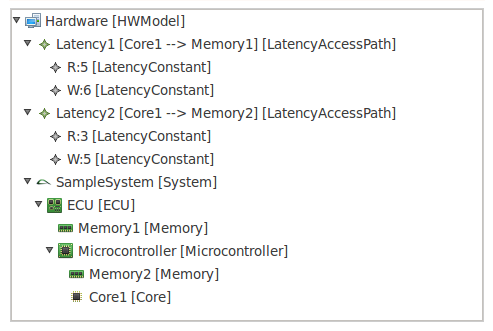 Hardware [HWModel]
Latency1 [Core1 --> Memory1] [LatencyAccessPath]
R:5 [LatencyConstant]
W:6 [LatencyConstant]
Latency2 [Core1 --> Memory2] [LatencyAccessPath]
R:3 [LatencyConstant]
W:5 [LatencyConstant]
SampleSystem [System]
ECU [ECU]
Memory1 [Memory]
Microcontroller [Microcontroller]
Memory2 [Memory]
Core1 [Core]